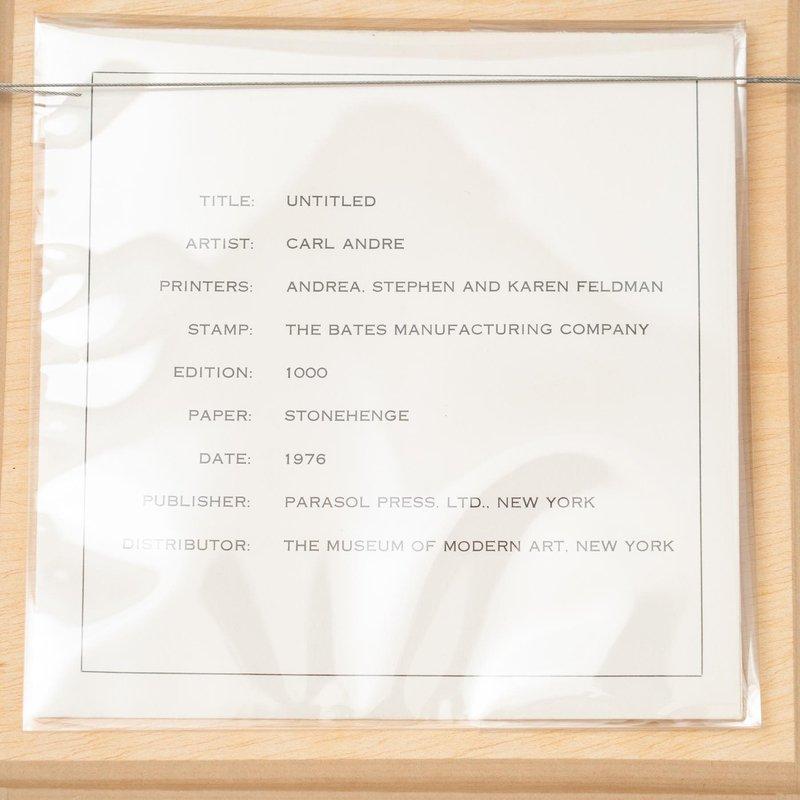 TITLE: UNTITLED
ARTIST: CARL ANDRE
PRINTERS: ANDREA, STEPHEN AND KAREN FELDMAN
STAMP: THE BATES MANUFACTURING COMPANY
EDITION: 1000
PAPER: STONEHENGE
DATE: 1976
PUBLISHER: PARASOL PRESS, LTD., NEW YORK
DISTRIBUTOR: THE MUSEUM OF MODERN ART, NEW YORK